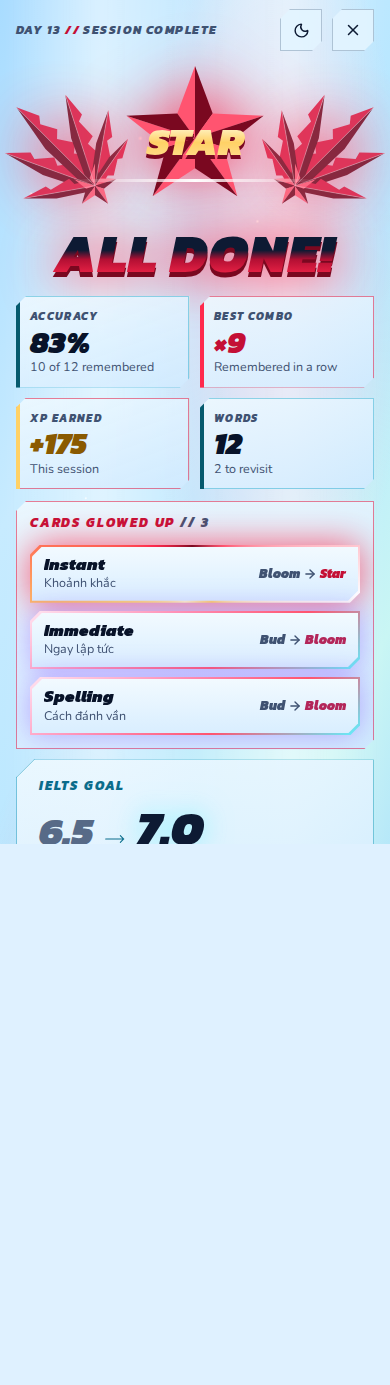 DAY 13 // SESSION COMPLETE
STAR
ALL DONE!
ACCURACY
83%
10 of 12 remembered
BEST COMBO
×9
Remembered in a row
XP EARNED
+175
This session
WORDS
12
2 to revisit
CARDS GLOWED UP // 3
Instant
Khoảnh khắc
Bloom → Star
Immediate
Ngay lập tức
Bud → Bloom
Spelling
Cách đánh vần
Bud → Bloom
IELTS GOAL
6.5 → 7.0